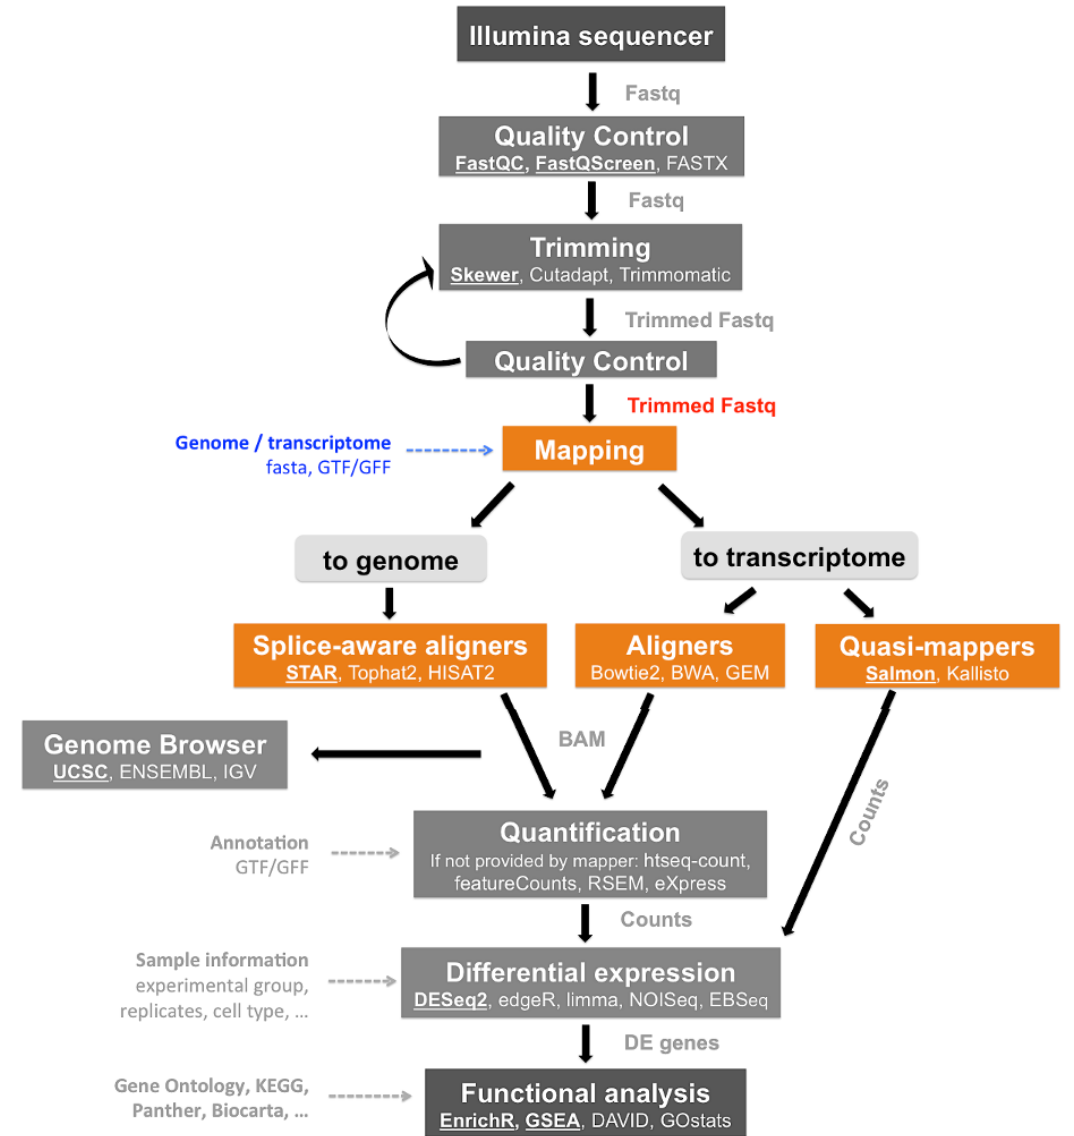 Illumina sequencer
Fastq
Quality Control
FastQC, FastQScreen, FASTX
Fastq
Trimming
Skewer, Cutadapt, Trimmomatic
Trimmed Fastq
Quality Control
Trimmed Fastq
Genome / transcriptome
fasta, GTF/GFF
Mapping
to genome
to transcriptome
Splice-aware aligners
STAR, Tophat2, HISAT2
Aligners
Bowtie2, BWA, GEM
Quasi-mappers
Salmon, Kallisto
BAM
Genome Browser
UCSC, ENSEMBL, IGV
Counts
Annotation
GTF/GFF
Quantification
If not provided by mapper: htseq-count,
featureCounts, RSEM, eXpress
Counts
Sample information
experimental group,
replicates, cell type, ...
Differential expression
DESeq2, edgeR, limma, NOISeq, EBSeq
DE genes
Gene Ontology, KEGG,
Panther, Biocarta, ...
Functional analysis
EnrichR, GSEA, DAVID, GOstats